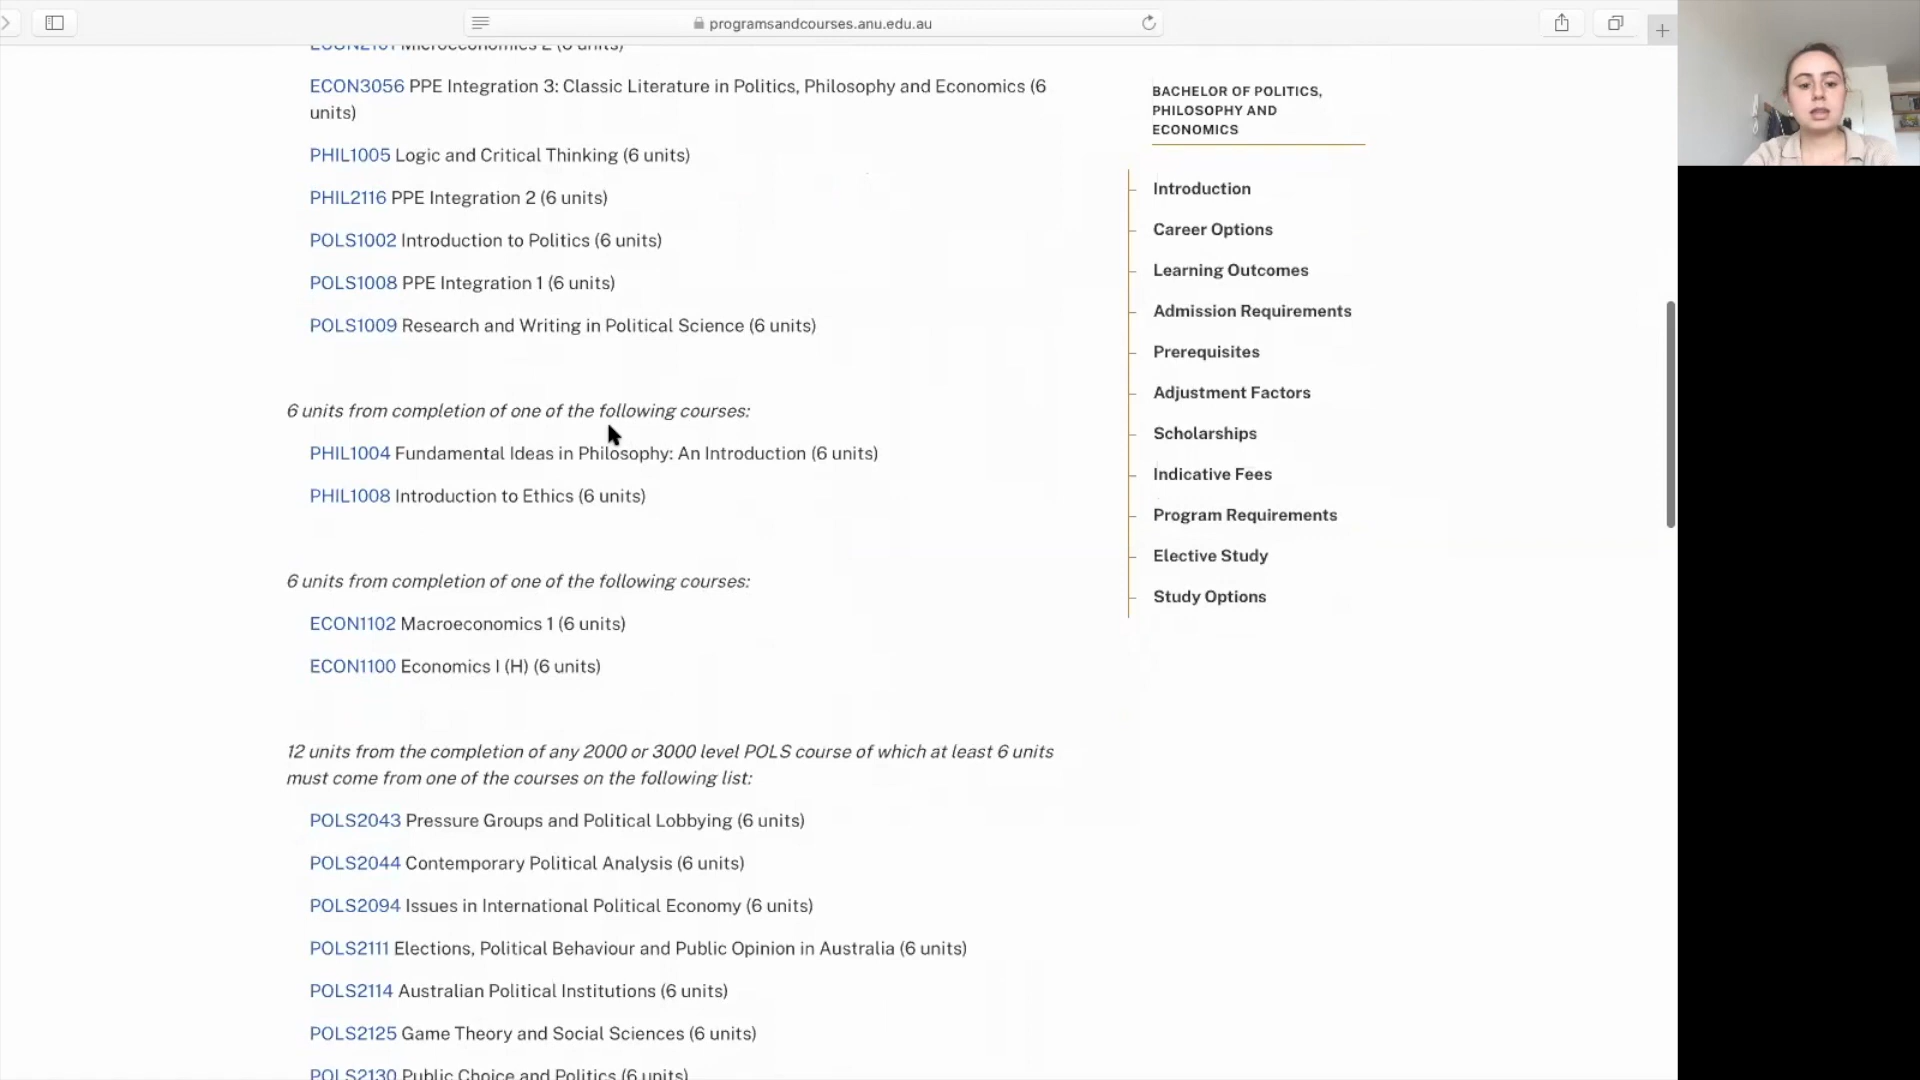 programsandcourses.anu.edu.au
ECON2101 Microeconomics 2 (6 units)
ECON3056 PPE Integration 3: Classic Literature in Politics, Philosophy and Economics (6
units)
PHIL1005 Logic and Critical Thinking (6 units)
PHIL2116 PPE Integration 2 (6 units)
POLS1002 Introduction to Politics (6 units)
POLS1008 PPE Integration 1 (6 units)
POLS1009 Research and Writing in Political Science (6 units)
6 units from completion of one of the following courses:
PHIL1004 Fundamental Ideas in Philosophy: An Introduction (6 units)
PHIL1008 Introduction to Ethics (6 units)
6 units from completion of one of the following courses:
ECON1102 Macroeconomics 1 (6 units)
ECON1100 Economics I (H) (6 units)
12 units from the completion of any 2000 or 3000 level POLS course of which at least 6 units
must come from one of the courses on the following list:
POLS2043 Pressure Groups and Political Lobbying (6 units)
POLS2044 Contemporary Political Analysis (6 units)
POLS2094 Issues in International Political Economy (6 units)
POLS2111 Elections, Political Behaviour and Public Opinion in Australia (6 units)
POLS2114 Australian Political Institutions (6 units)
POLS2125 Game Theory and Social Sciences (6 units)
POLS2130 Public Choice and Politics (6 units)
BACHELOR OF POLITICS,
PHILOSOPHY AND
ECONOMICS
Introduction
Career Options
Learning Outcomes
Admission Requirements
Prerequisites
Adjustment Factors
Scholarships
Indicative Fees
Program Requirements
Elective Study
Study Options